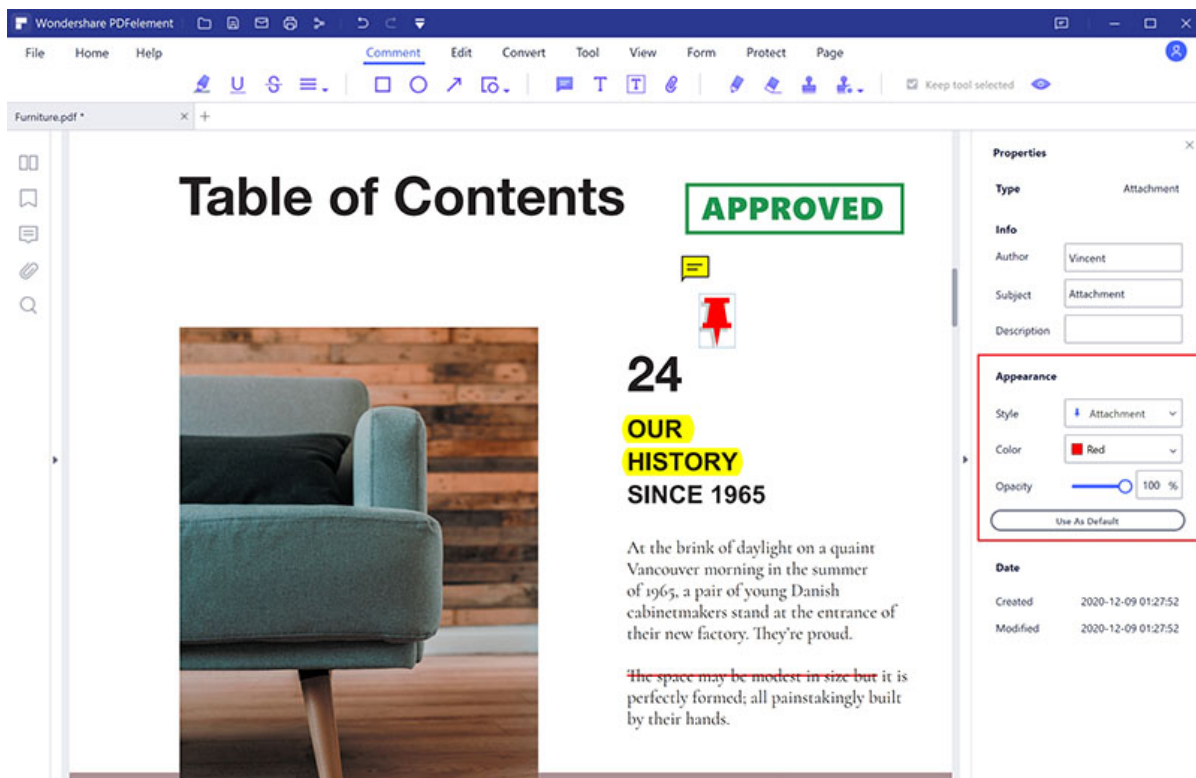 Wondershare PDFelement
File Home Help Comment Edit Convert Tool View Form Protect Page
Keep tool selected
Furniture.pdf *
Table of Contents
APPROVED
24
OUR
HISTORY
SINCE 1965
At the brink of daylight on a quaint
Vancouver morning in the summer
of 1965, a pair of young Danish
cabinetmakers stand at the entrance of
their new factory. They're proud.
The space may be modest in size but it is
perfectly formed; all painstakingly built
by their hands.
Properties
Type Attachment
Info
Author Vincent
Subject Attachment
Description
Appearance
Style Attachment
Color Red
Opacity 100 %
Use As Default
Date
Created 2020-12-09 01:27:52
Modified 2020-12-09 01:27:52